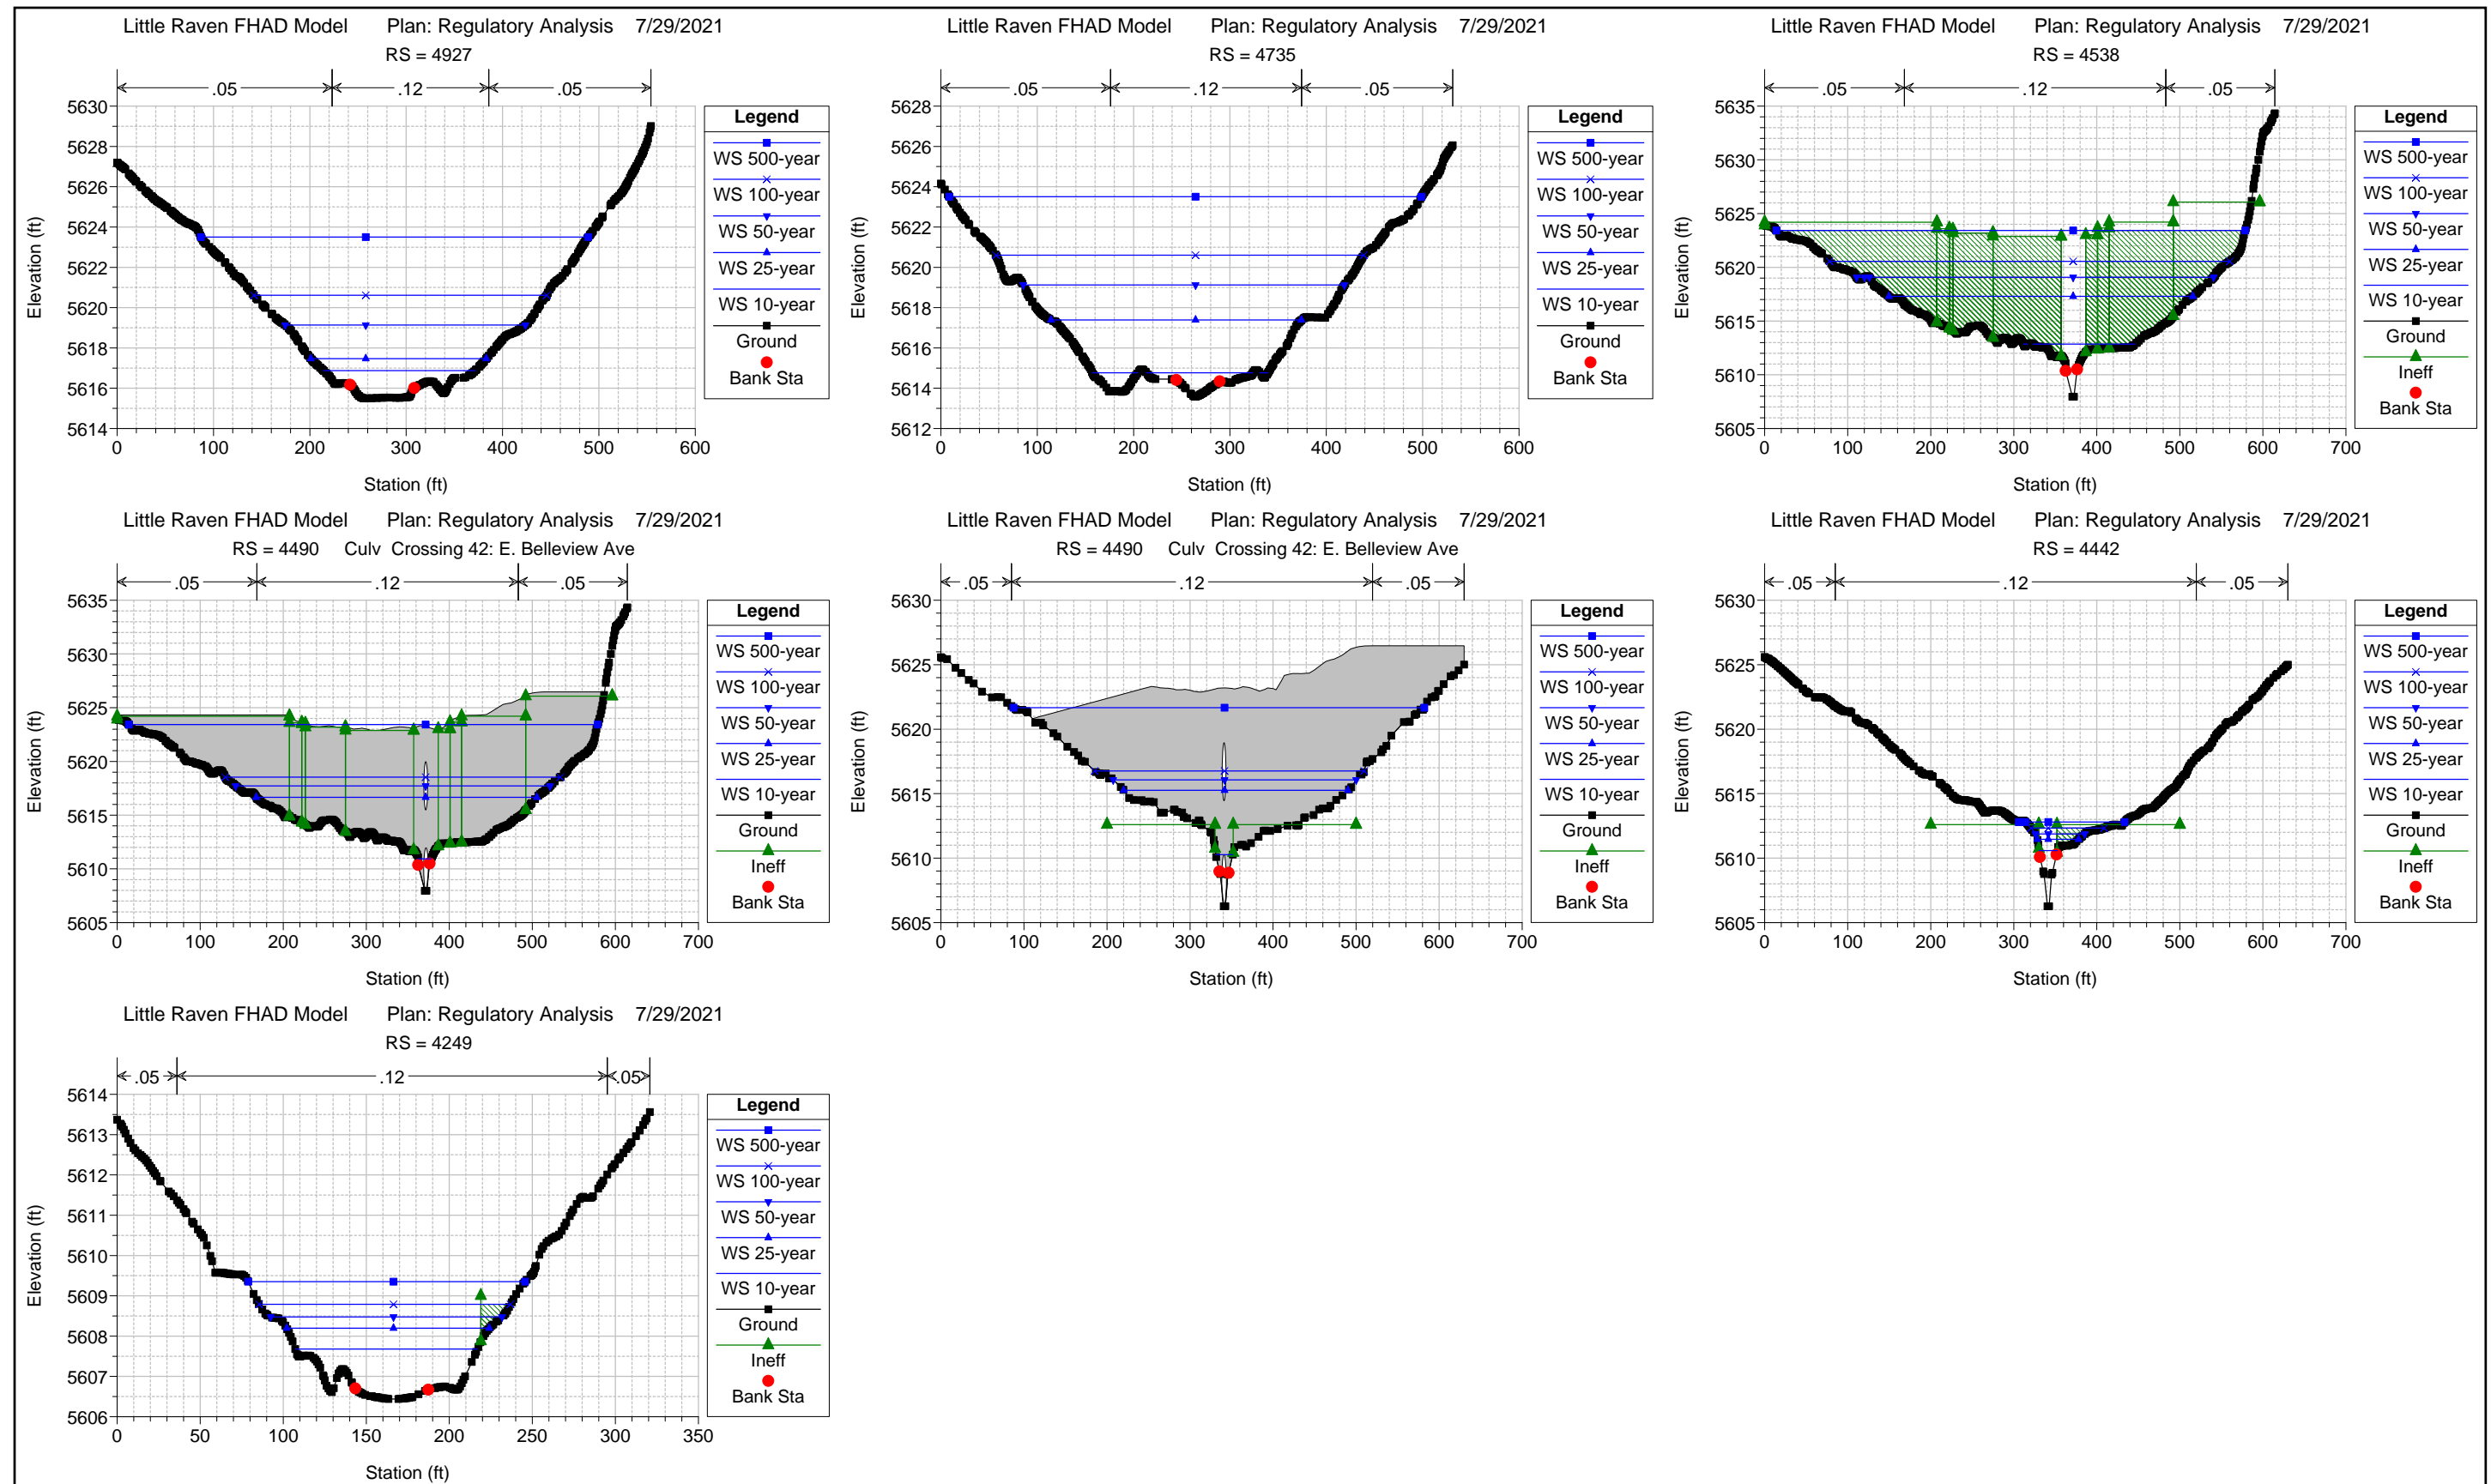 Little Raven FHAD Model Plan: Regulatory Analysis 7/29/2021
RS = 4927
.05 .12 .05
5630
5628
5626
5624
5622
5620
5618
5616
5614
Elevation (ft)
0 100 200 300 400 500 600
Station (ft)
Legend
WS 500-year
WS 100-year
WS 50-year
WS 25-year
WS 10-year
Ground
Bank Sta
Little Raven FHAD Model Plan: Regulatory Analysis 7/29/2021
RS = 4735
.05 .12 .05
5628
5626
5624
5622
5620
5618
5616
5614
5612
Elevation (ft)
0 100 200 300 400 500 600
Station (ft)
Legend
WS 500-year
WS 100-year
WS 50-year
WS 25-year
WS 10-year
Ground
Bank Sta
Little Raven FHAD Model Plan: Regulatory Analysis 7/29/2021
RS = 4538
.05 .12 .05
5635
5630
5625
5620
5615
5610
5605
Elevation (ft)
0 100 200 300 400 500 600 700
Station (ft)
Legend
WS 500-year
WS 100-year
WS 50-year
WS 25-year
WS 10-year
Ground
Ineff
Bank Sta
Little Raven FHAD Model Plan: Regulatory Analysis 7/29/2021
RS = 4490 Culv Crossing 42: E. Belleview Ave
.05 .12 .05
5635
5630
5625
5620
5615
5610
5605
Elevation (ft)
0 100 200 300 400 500 600 700
Station (ft)
Legend
WS 500-year
WS 100-year
WS 50-year
WS 25-year
WS 10-year
Ground
Ineff
Bank Sta
Little Raven FHAD Model Plan: Regulatory Analysis 7/29/2021
RS = 4490 Culv Crossing 42: E. Belleview Ave
.05 .12 .05
5630
5625
5620
5615
5610
5605
Elevation (ft)
0 100 200 300 400 500 600 700
Station (ft)
Legend
WS 500-year
WS 100-year
WS 50-year
WS 25-year
WS 10-year
Ground
Ineff
Bank Sta
Little Raven FHAD Model Plan: Regulatory Analysis 7/29/2021
RS = 4442
.05 .12 .05
5630
5625
5620
5615
5610
5605
Elevation (ft)
0 100 200 300 400 500 600 700
Station (ft)
Legend
WS 500-year
WS 100-year
WS 50-year
WS 25-year
WS 10-year
Ground
Ineff
Bank Sta
Little Raven FHAD Model Plan: Regulatory Analysis 7/29/2021
RS = 4249
.05 .12 .05
5614
5613
5612
5611
5610
5609
5608
5607
5606
Elevation (ft)
0 50 100 150 200 250 300 350
Station (ft)
Legend
WS 500-year
WS 100-year
WS 50-year
WS 25-year
WS 10-year
Ground
Ineff
Bank Sta